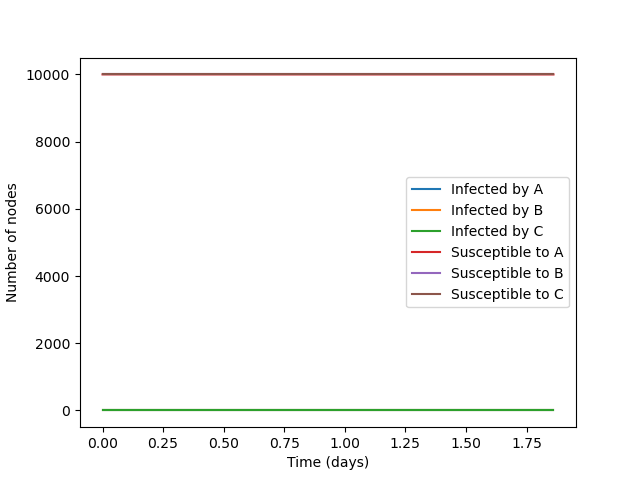 10000
8000
6000
4000
2000
0
Number of nodes
Infected by A
Infected by B
Infected by C
Susceptible to A
Susceptible to B
Susceptible to C
0.00 0.25 0.50 0.75 1.00 1.25 1.50 1.75
Time (days)